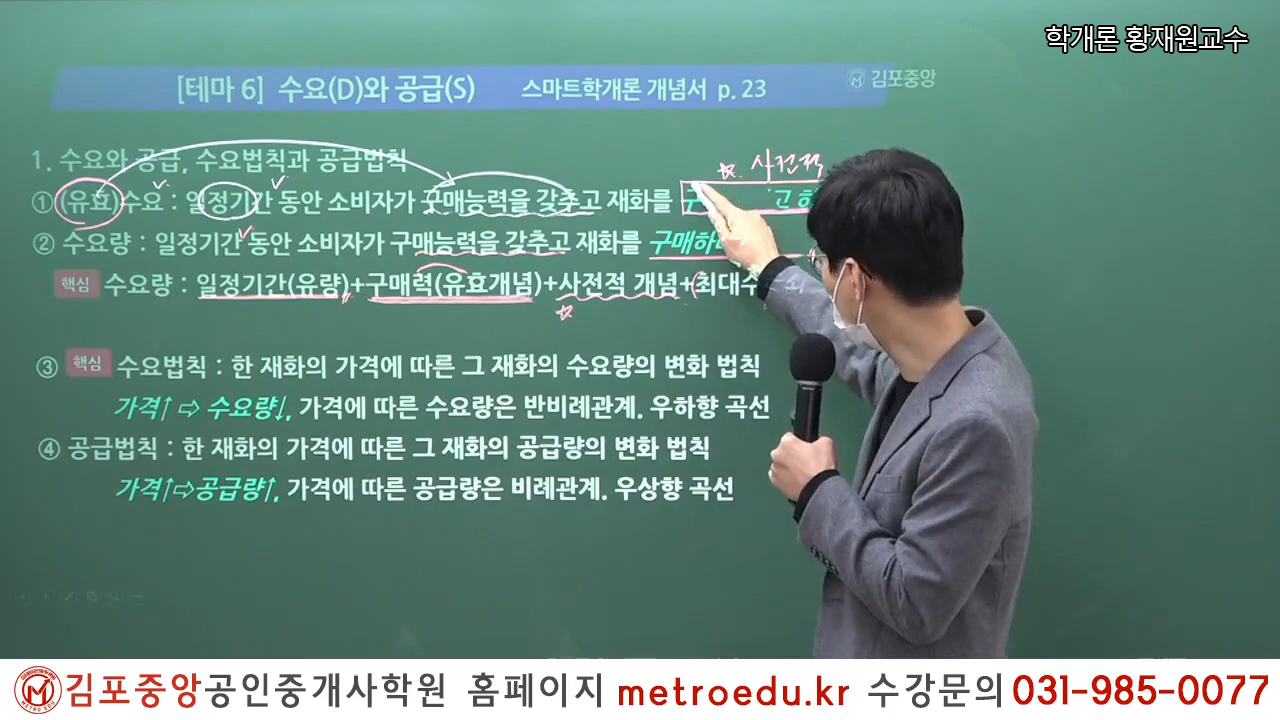 학개론 황재원교수
[테마 6] 수요(D)와 공급(S) 스마트학개론 개념서 p. 23
김포중앙
1. 수요와 공급, 수요법칙과 공급법칙
사전적
① (유효)수요 : 일정기간 동안 소비자가 구매능력을 갖추고 재화를 구 고 하
② 수요량 : 일정기간 동안 소비자가 구매능력을 갖추고 재화를 구매하
핵심 수요량 : 일정기간(유량)+구매력(유효개념)+사전적 개념+(최대수
③ 핵심 수요법칙 : 한 재화의 가격에 따른 그 재화의 수요량의 변화 법칙
가격↑ ⇨ 수요량↓, 가격에 따른 수요량은 반비례관계. 우하향 곡선
④ 공급법칙 : 한 재화의 가격에 따른 그 재화의 공급량의 변화 법칙
가격↑⇨공급량↑, 가격에 따른 공급량은 비례관계. 우상향 곡선
METRO EDU 김포중앙공인중개사학원 홈페이지 metroedu.kr 수강문의 031-985-0077